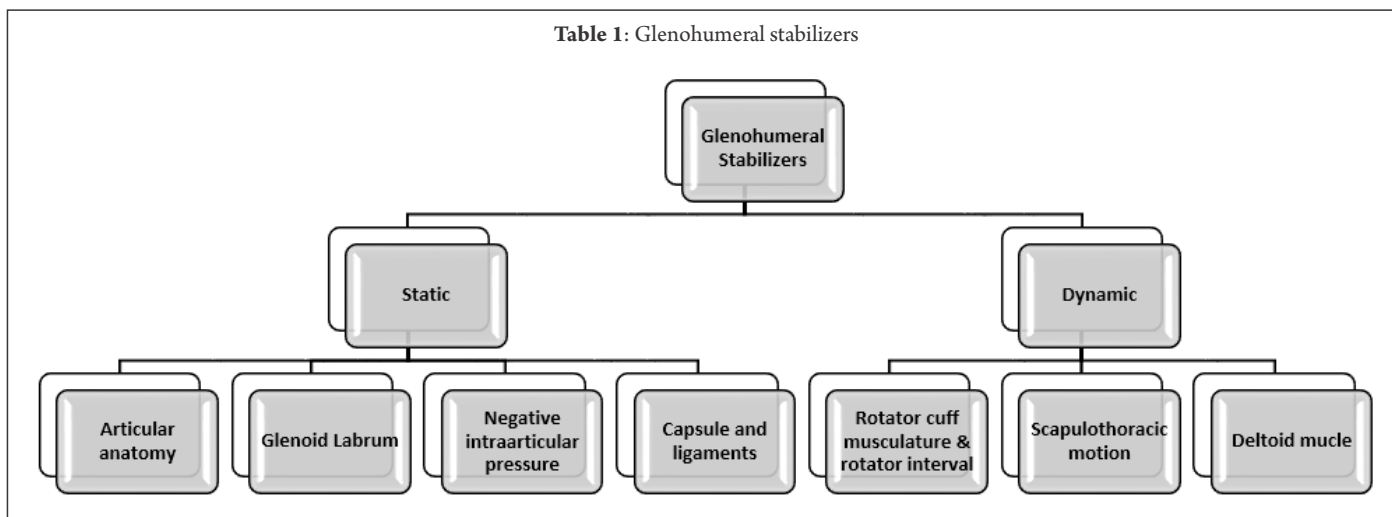 Table 1: Glenohumeral stabilizers
Glenohumeral
Stabilizers
Static
Dynamic
Articular
anatomy
Glenoid Labrum
Negative
intraarticular
pressure
Capsule and
ligaments
Rotator cuff
musculature &
rotator interval
Scapulothoracic
motion
Deltoid mucle